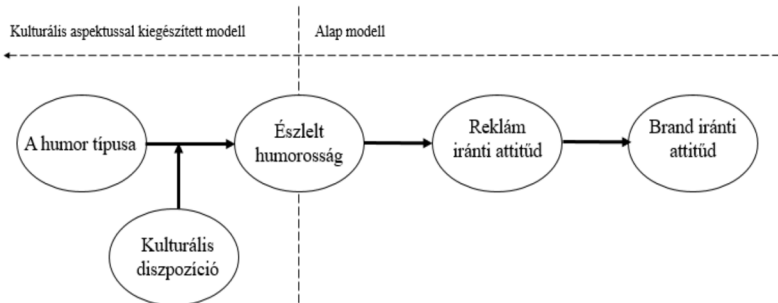 Kulturális aspektussal kiegészített modell
Alap modell
A humor típusa
Észlelt
humorosság
Reklám
iránti attitűd
Brand iránti
attitűd
Kulturális
diszpozíció